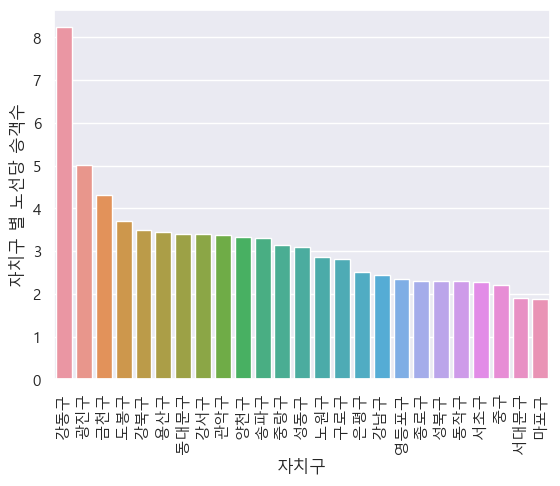 자치구 별 노선당 승객수
8
7
6
5
4
3
2
1
0
강동구
광진구
금천구
도봉구
강북구
용산구
동대문구
강서구
관악구
양천구
송파구
중랑구
성동구
노원구
구로구
은평구
강남구
영등포구
종로구
성북구
동작구
서초구
중구
서대문구
마포구
자치구